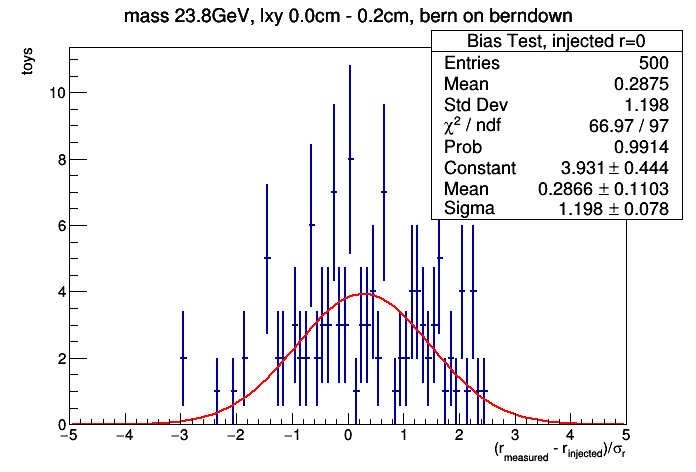 mass 23.8GeV, lxy 0.0cm - 0.2cm, bern on berndown
toys
Bias Test, injected r=0
Entries 500
Mean 0.2875
Std Dev 1.198
χ² / ndf 66.97 / 97
Prob 0.9914
Constant 3.931 ± 0.444
Mean 0.2866 ± 0.1103
Sigma 1.198 ± 0.078
10
8
6
4
2
0
−5 −4 −3 −2 −1 0 1 2 3 4 5
(r_measured - r_injected)/σ_r